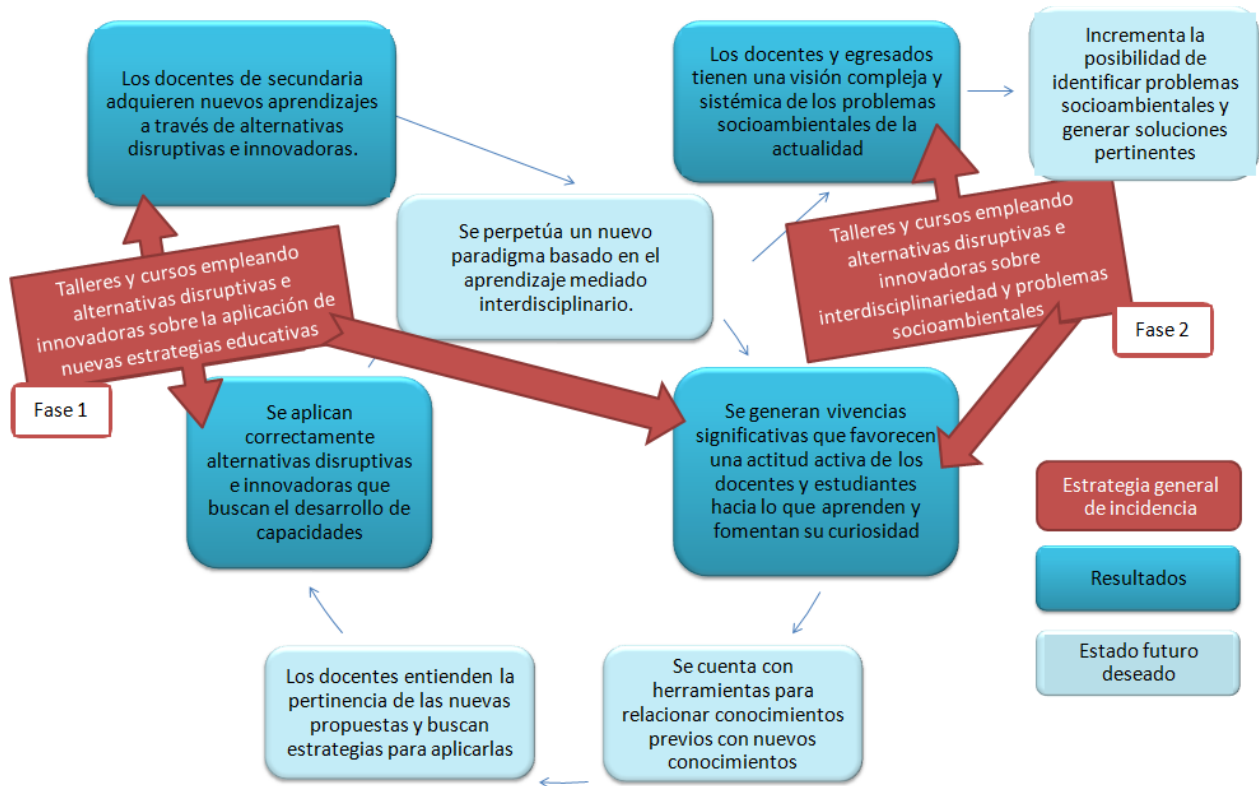 Los docentes de secundaria
adquieren nuevos aprendizajes
a través de alternativas
disruptivas e innovadoras.
Los docentes y egresados
tienen una visión compleja y
sistémica de los problemas
socioambientales de la
actualidad
Incrementa la
posibilidad de
identificar problemas
socioambientales y
generar soluciones
pertinentes
Se perpetúa un nuevo
paradigma basado en el
aprendizaje mediado
interdisciplinario.
Talleres y cursos empleando
alternativas disruptivas e
innovadoras sobre
interdisciplinariedad y problemas
socioambientales
Fase 2
Talleres y cursos empleando
alternativas disruptivas e
innovadoras sobre la aplicación de
nuevas estrategias educativas
Fase 1
Se aplican
correctamente
alternativas disruptivas
e innovadoras que
buscan el desarrollo de
capacidades
Se generan vivencias
significativas que favorecen
una actitud activa de los
docentes y estudiantes
hacia lo que aprenden y
fomentan su curiosidad
Estrategia general
de incidencia
Resultados
Estado futuro
deseado
Los docentes entienden la
pertinencia de las nuevas
propuestas y buscan
estrategias para aplicarlas
Se cuenta con
herramientas para
relacionar conocimientos
previos con nuevos
conocimientos